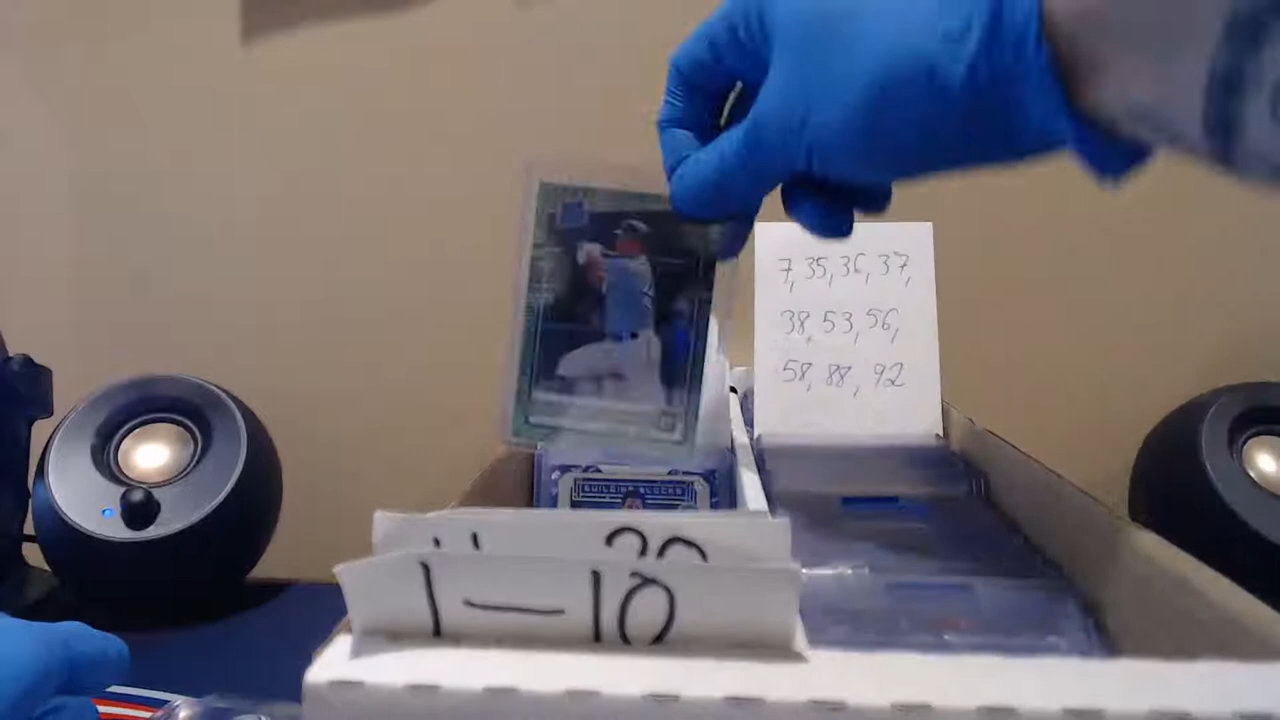 7, 35, 36, 37,
38, 53, 56,
58, 88, 92
BUILDING BLOCKS
1-10